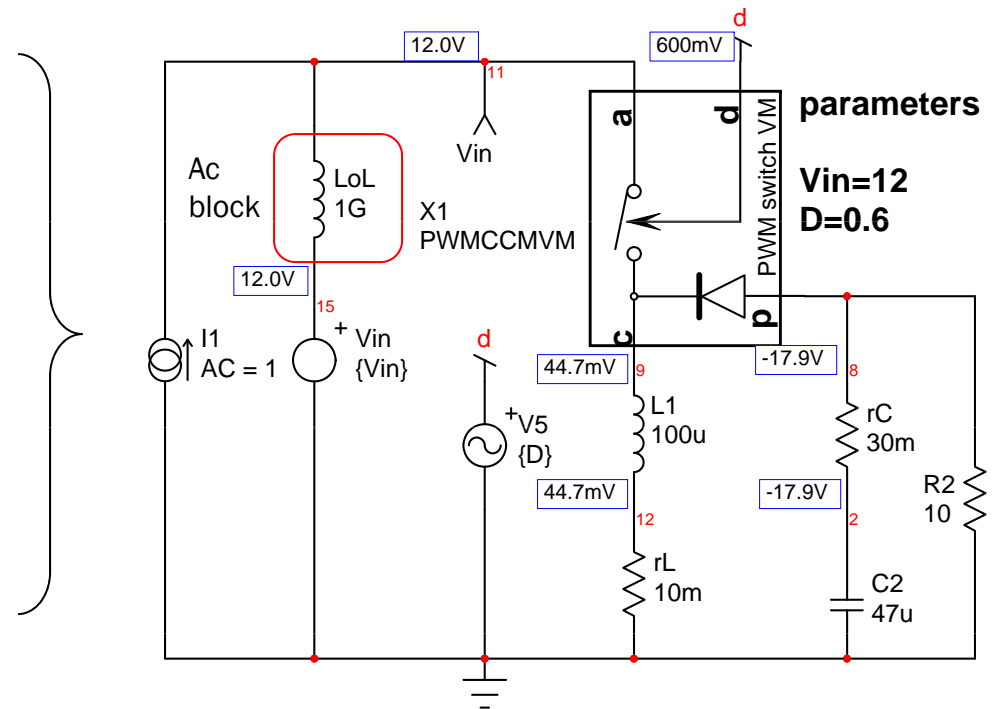 d
12.0V
600mV
11
a
d
PWM switch VM
parameters
Vin
Ac
block
LoL
1G
X1
PWMCCMVM
Vin=12
D=0.6
12.0V
15
p
c
I1
AC = 1
+
Vin
{Vin}
d
44.7mV
9
-17.9V
8
+
V5
{D}
L1
100u
rC
30m
44.7mV
12
-17.9V
2
R2
10
rL
10m
C2
47u